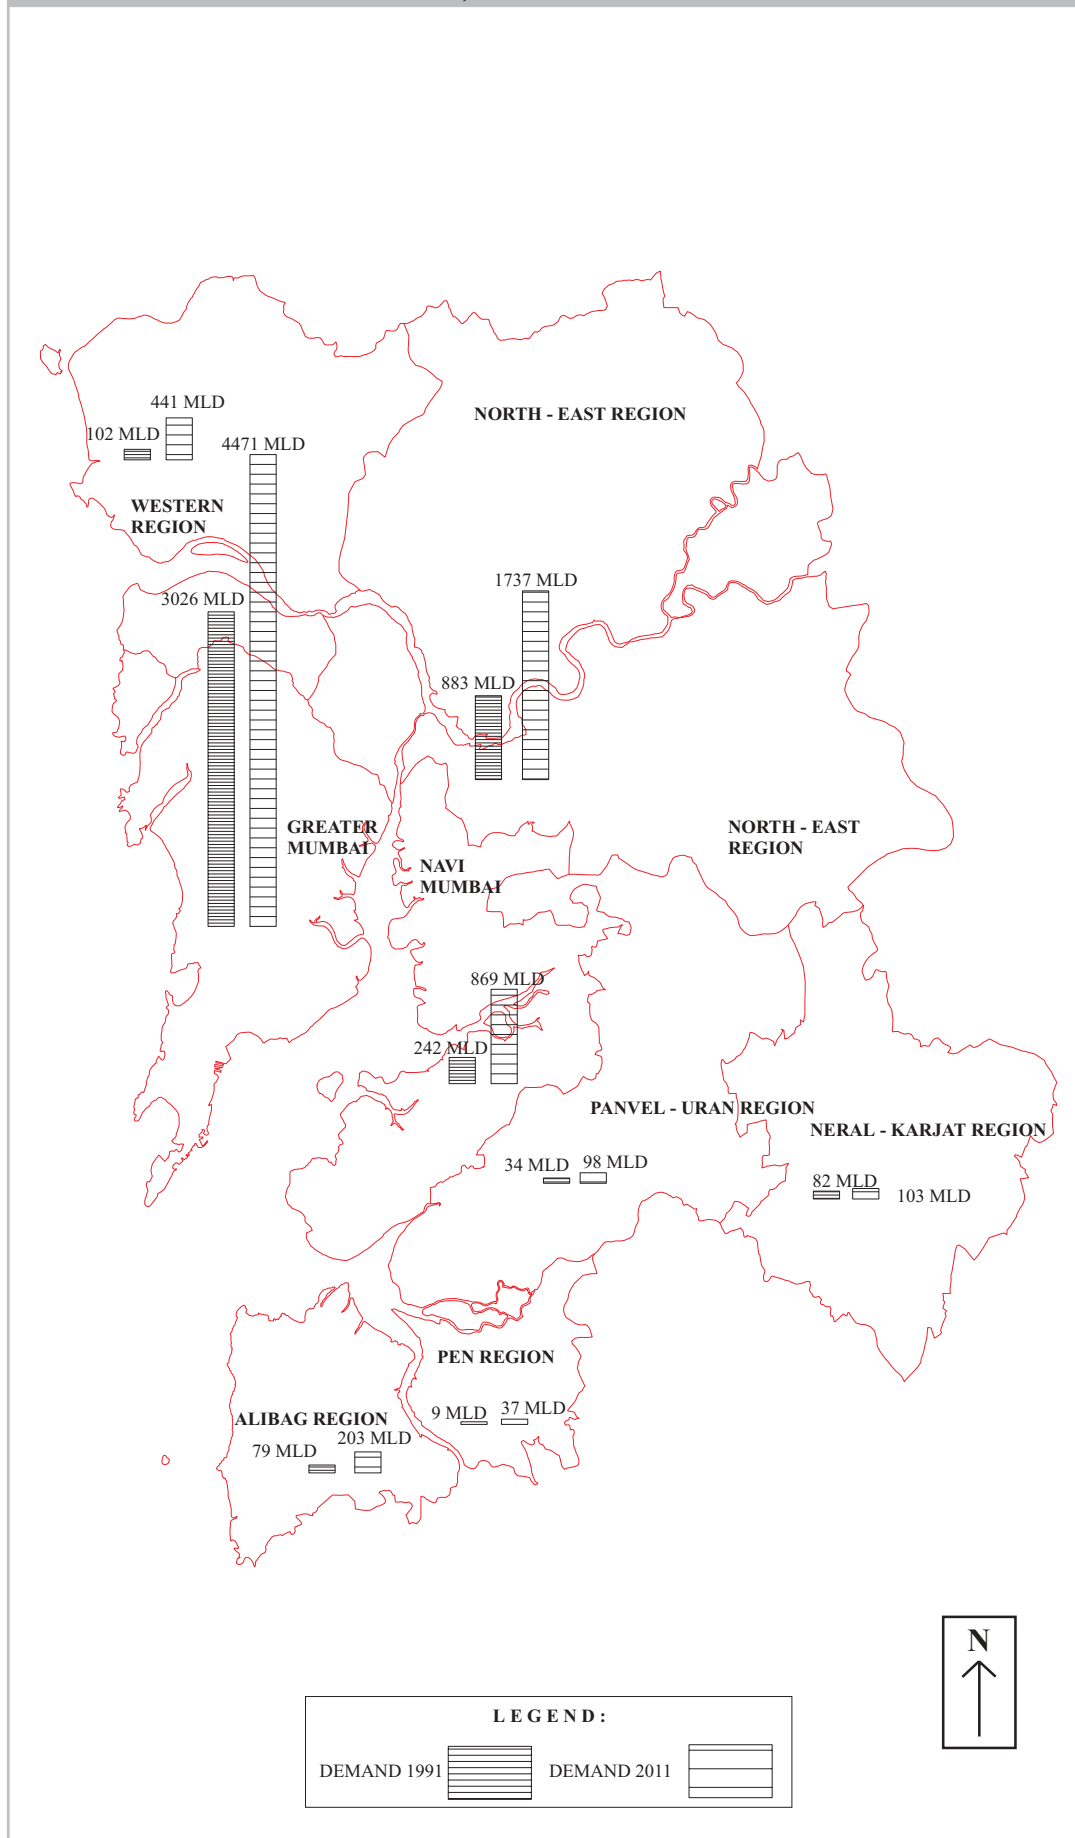 441 MLD
102 MLD
4471 MLD
NORTH - EAST REGION
WESTERN
REGION
3026 MLD
1737 MLD
883 MLD
GREATER
MUMBAI
NAVI
MUMBAI
NORTH - EAST
REGION
869 MLD
242 MLD
PANVEL - URAN REGION
NERAL - KARJAT REGION
34 MLD
98 MLD
82 MLD
103 MLD
PEN REGION
9 MLD
37 MLD
ALIBAG REGION
203 MLD
79 MLD
N
LEGEND:
DEMAND 1991
DEMAND 2011